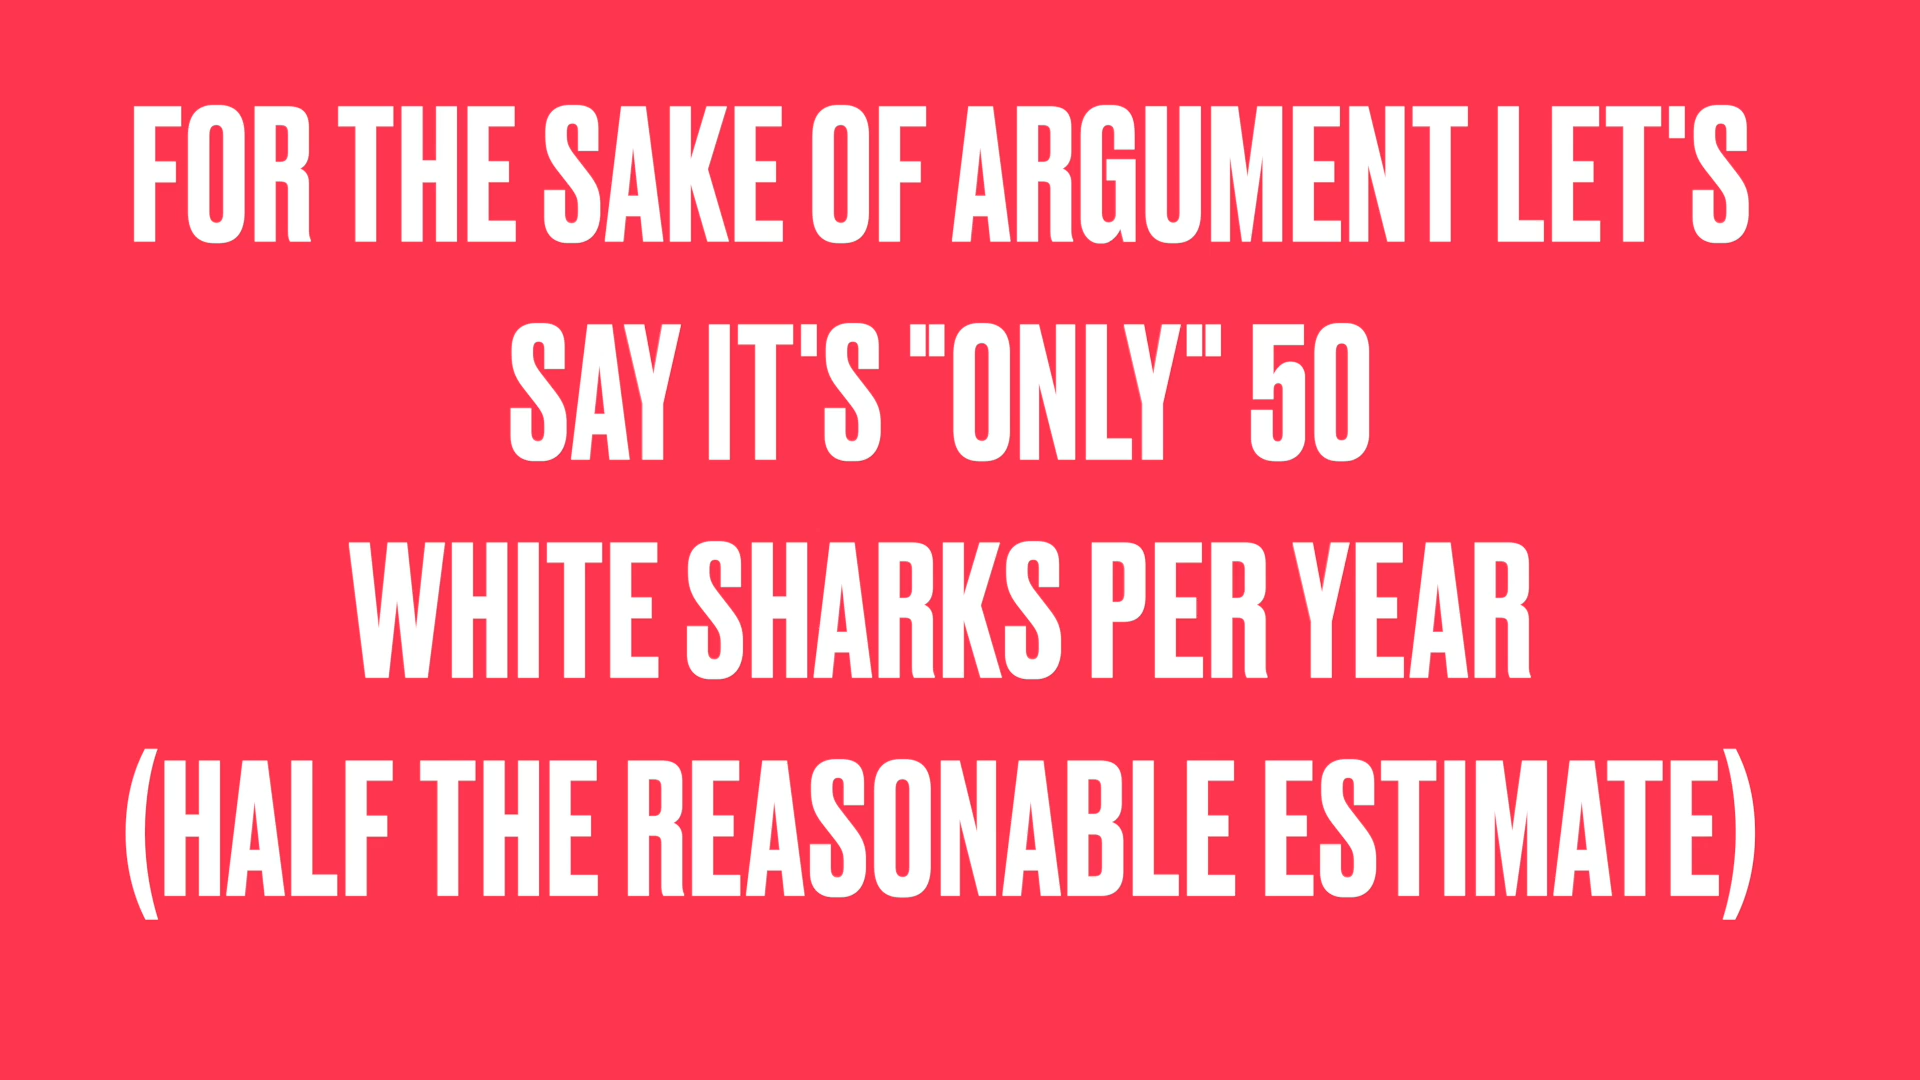 FOR THE SAKE OF ARGUMENT LET'S
SAY IT'S "ONLY" 50
WHITE SHARKS PER YEAR
(HALF THE REASONABLE ESTIMATE)